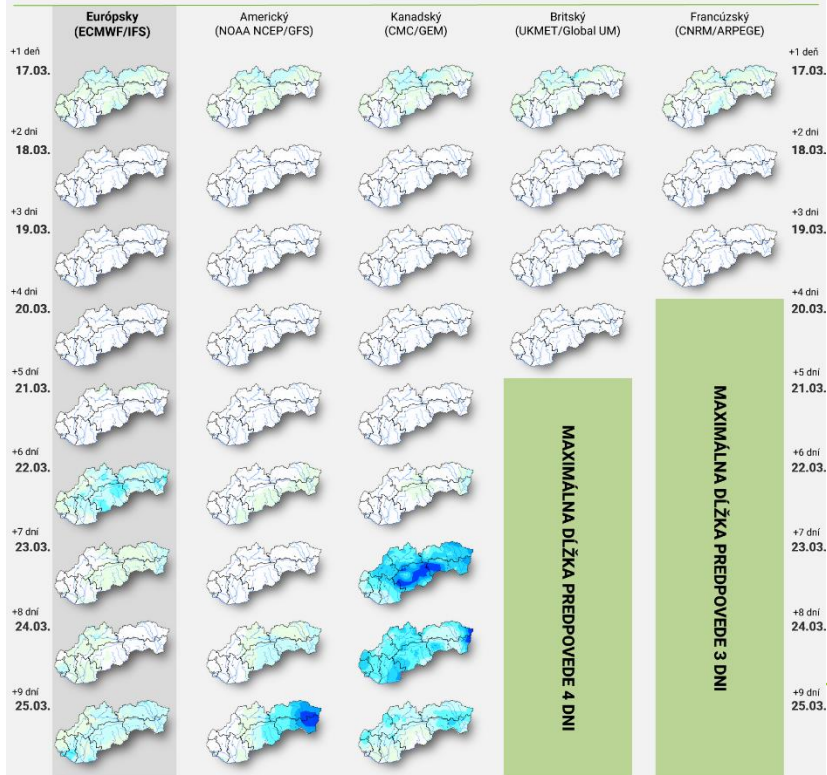 Európsky
(ECMWF/IFS)
Americký
(NOAA NCEP/GFS)
Kanadský
(CMC/GEM)
Britský
(UKMET/Global UM)
Francúzský
(CNRM/ARPEGE)
+1 deň
17.03.
+1 deň
17.03.
+2 dni
18.03.
+2 dni
18.03.
+3 dni
19.03.
+3 dni
19.03.
+4 dni
20.03.
+4 dni
20.03.
+5 dní
21.03.
+5 dní
21.03.
+6 dní
22.03.
+6 dní
22.03.
+7 dní
23.03.
+7 dní
23.03.
+8 dní
24.03.
+8 dní
24.03.
+9 dní
25.03.
+9 dní
25.03.
MAXIMÁLNA DĹŽKA PREDPOVEDE 4 DNI
MAXIMÁLNA DĹŽKA PREDPOVEDE 3 DNI